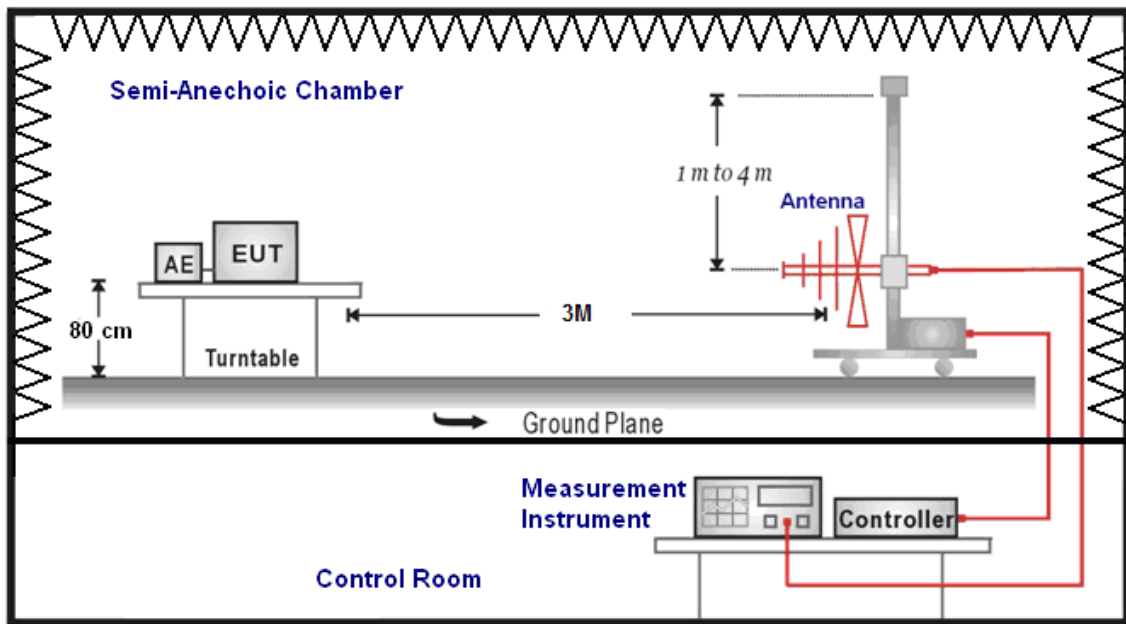 Semi-Anechoic Chamber
1 m to 4 m
Antenna
EUT
AE
80 cm
3M
Turntable
Ground Plane
Measurement
Instrument
Controller
Control Room